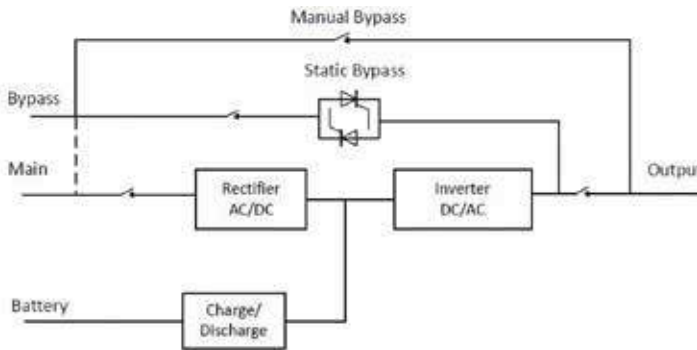 Manual Bypass
Static Bypass
Bypass
Main
Rectifier
AC/DC
Inverter
DC/AC
Output
Battery
Charge/
Discharge